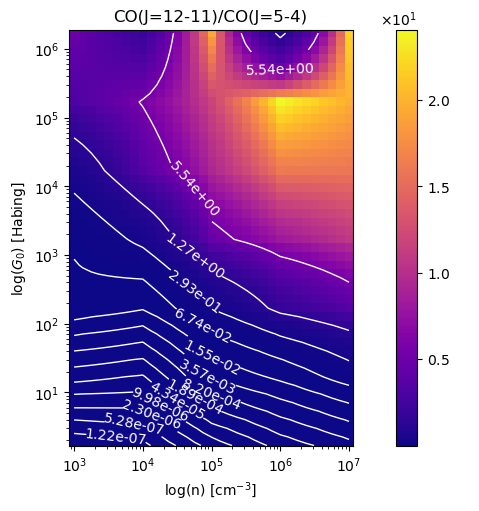 CO(J=12-11)/CO(J=5-4)
×10¹
10⁶
10⁵
10⁴
10³
10²
10¹
log(G₀) [Habing]
5.54e+00
5.54e+00
1.27e+00
2.93e-01
6.74e-02
1.55e-02
3.57e-03
8.20e-04
1.89e-04
4.34e-05
9.98e-06
2.30e-06
5.28e-07
1.22e-07
10³ 10⁴ 10⁵ 10⁶ 10⁷
log(n) [cm⁻³]
2.0
1.5
1.0
0.5